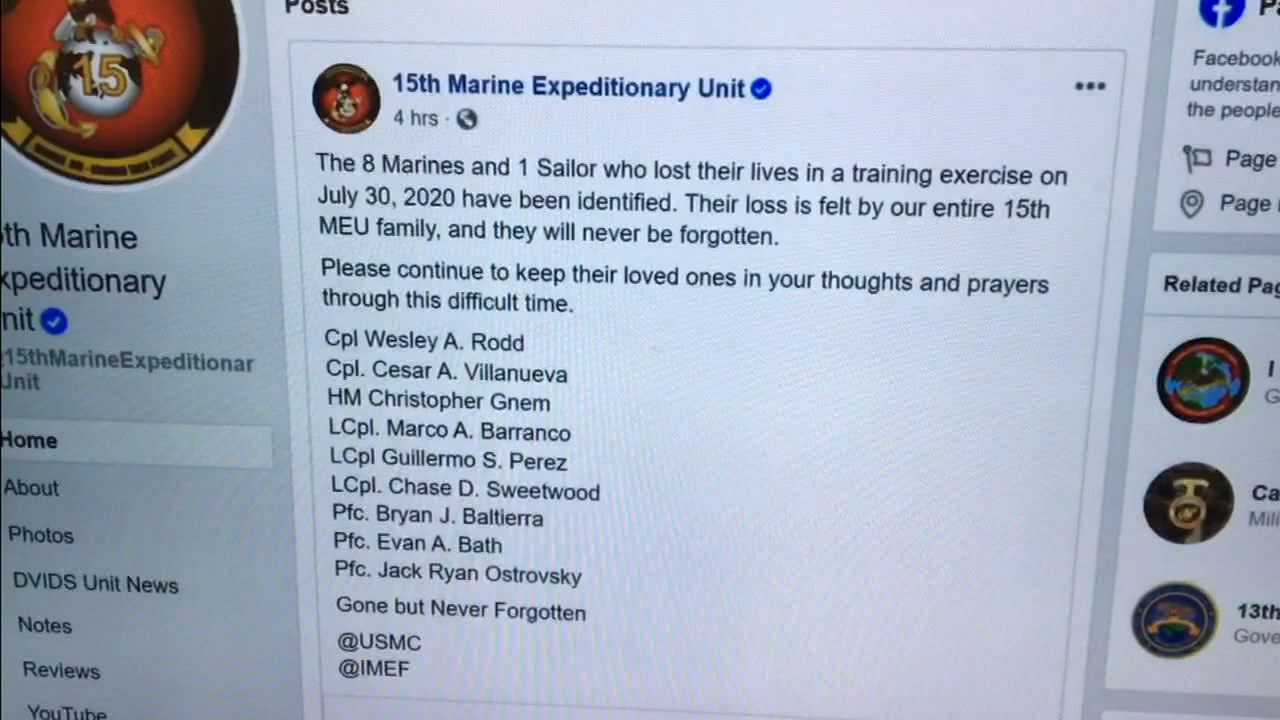 Posts
15
15th Marine Expeditionary Unit
4 hrs ·
The 8 Marines and 1 Sailor who lost their lives in a training exercise on
July 30, 2020 have been identified. Their loss is felt by our entire 15th
MEU family, and they will never be forgotten.
Please continue to keep their loved ones in your thoughts and prayers
through this difficult time.
Cpl Wesley A. Rodd
Cpl. Cesar A. Villanueva
HM Christopher Gnem
LCpl. Marco A. Barranco
LCpl Guillermo S. Perez
LCpl. Chase D. Sweetwood
Pfc. Bryan J. Baltierra
Pfc. Evan A. Bath
Pfc. Jack Ryan Ostrovsky
Gone but Never Forgotten
@USMC
@IMEF
th Marine
xpeditionary
nit
15thMarineExpeditionar
Unit
Home
About
Photos
DVIDS Unit News
Notes
Reviews
YouTube
Pa
Facebook
understan
the people
Page
Page
Related Pag
I
G
Ca
Mili
13th
Gove